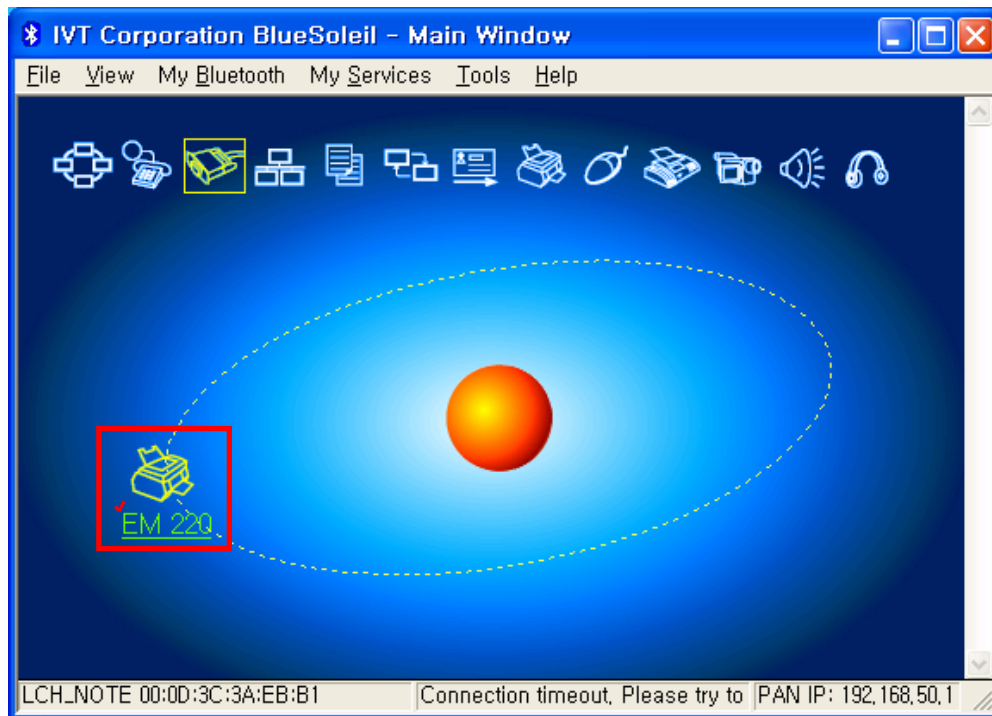 IVT Corporation BlueSoleil - Main Window
File View My Bluetooth My Services Tools Help
EM 220
LCH_NOTE 00:0D:3C:3A:EB:B1 Connection timeout, Please try to PAN IP: 192,168,50,1